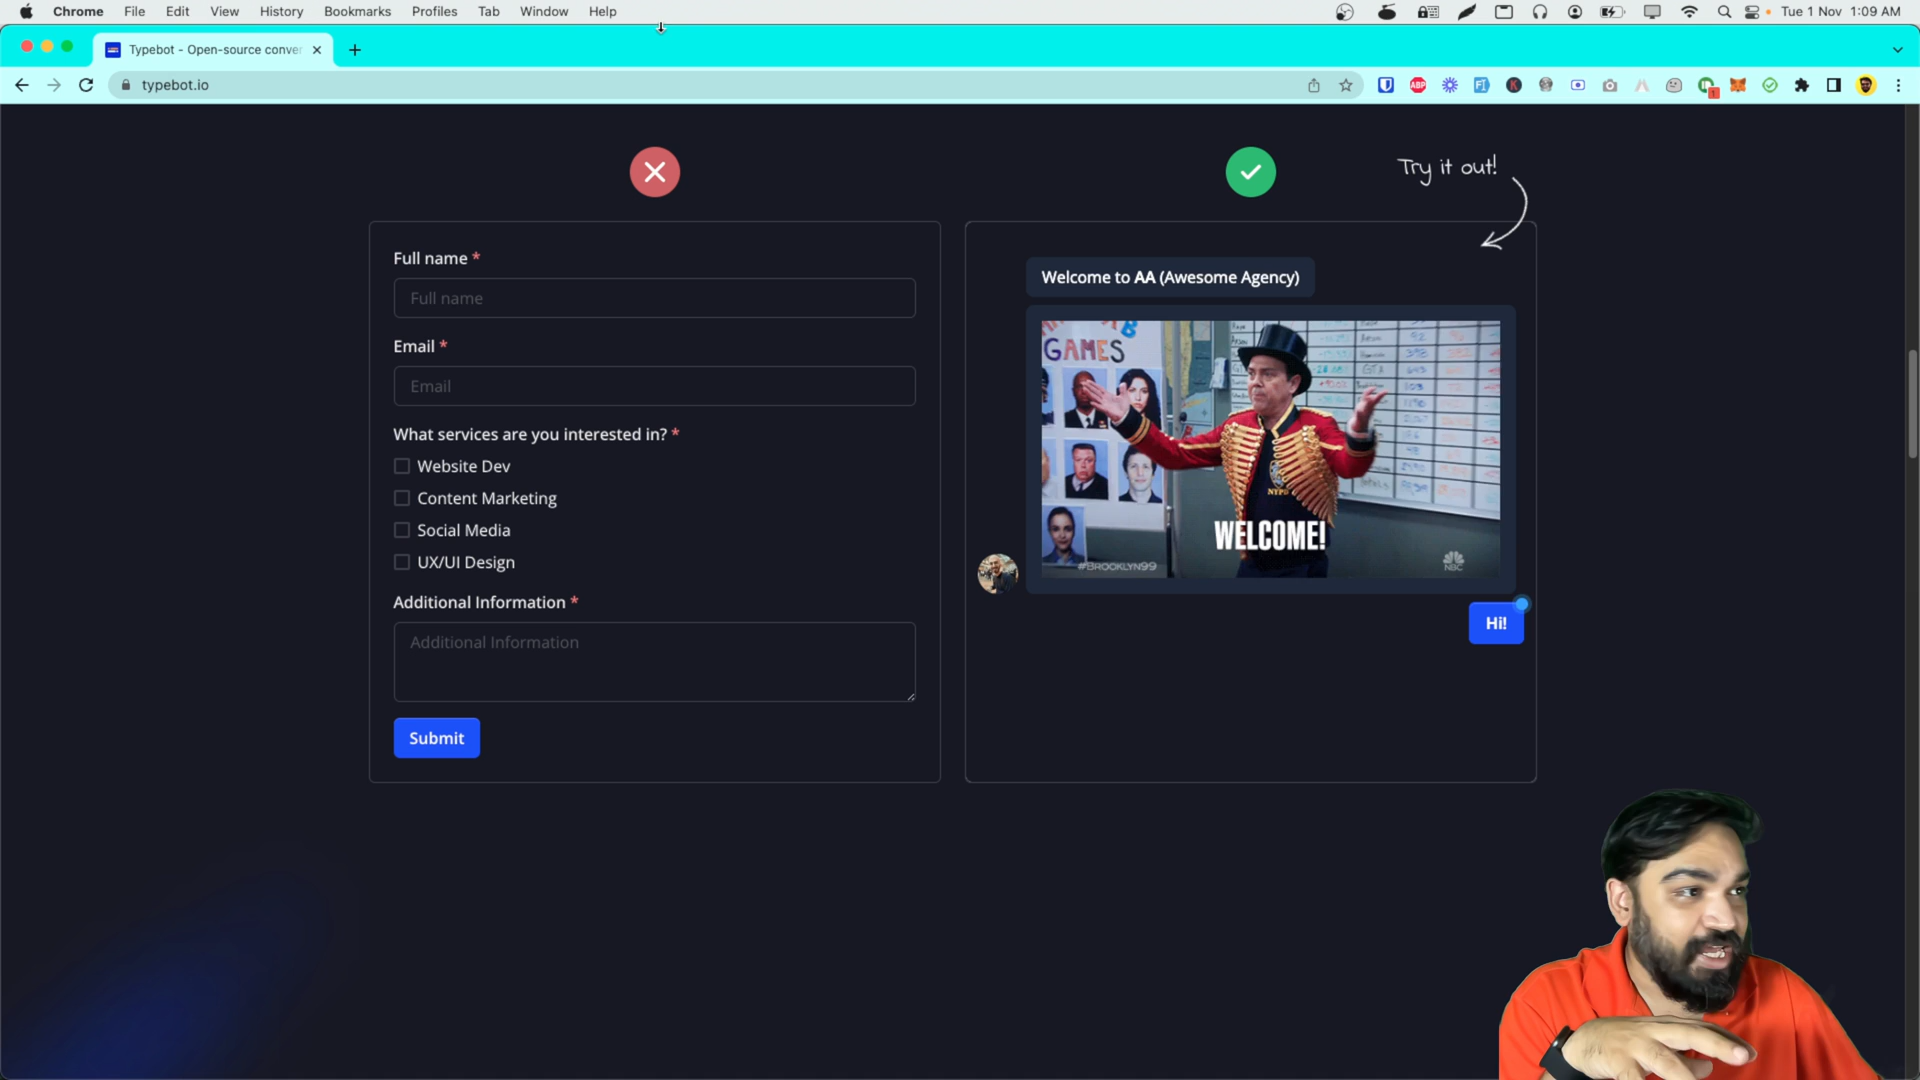 Chrome File Edit View History Bookmarks Profiles Tab Window Help
Tue 1 Nov 1:09 AM
Typebot - Open-source conver
typebot.io
Try it out!
Full name *
Full name
Email *
Email
What services are you interested in? *
Website Dev
Content Marketing
Social Media
UX/UI Design
Additional Information *
Additional Information
Submit
Welcome to AA (Awesome Agency)
GAMES
NYPD
WELCOME!
#BROOKLYN99
NBC
Hi!